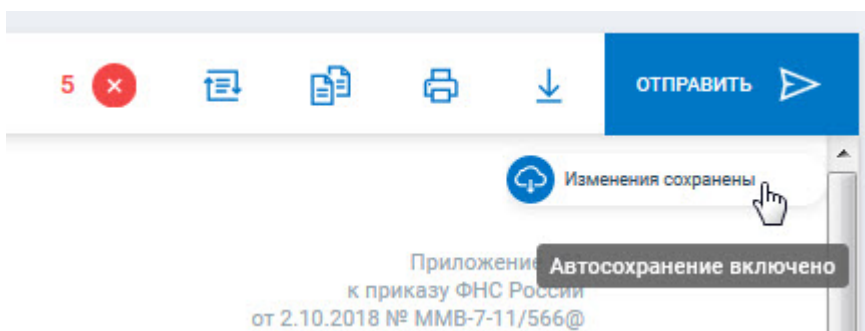 5
ОТПРАВИТЬ
Изменения сохранены
Приложение
Автосохранение включено
к приказу ФНС России
от 2.10.2018 № ММВ-7-11/566@